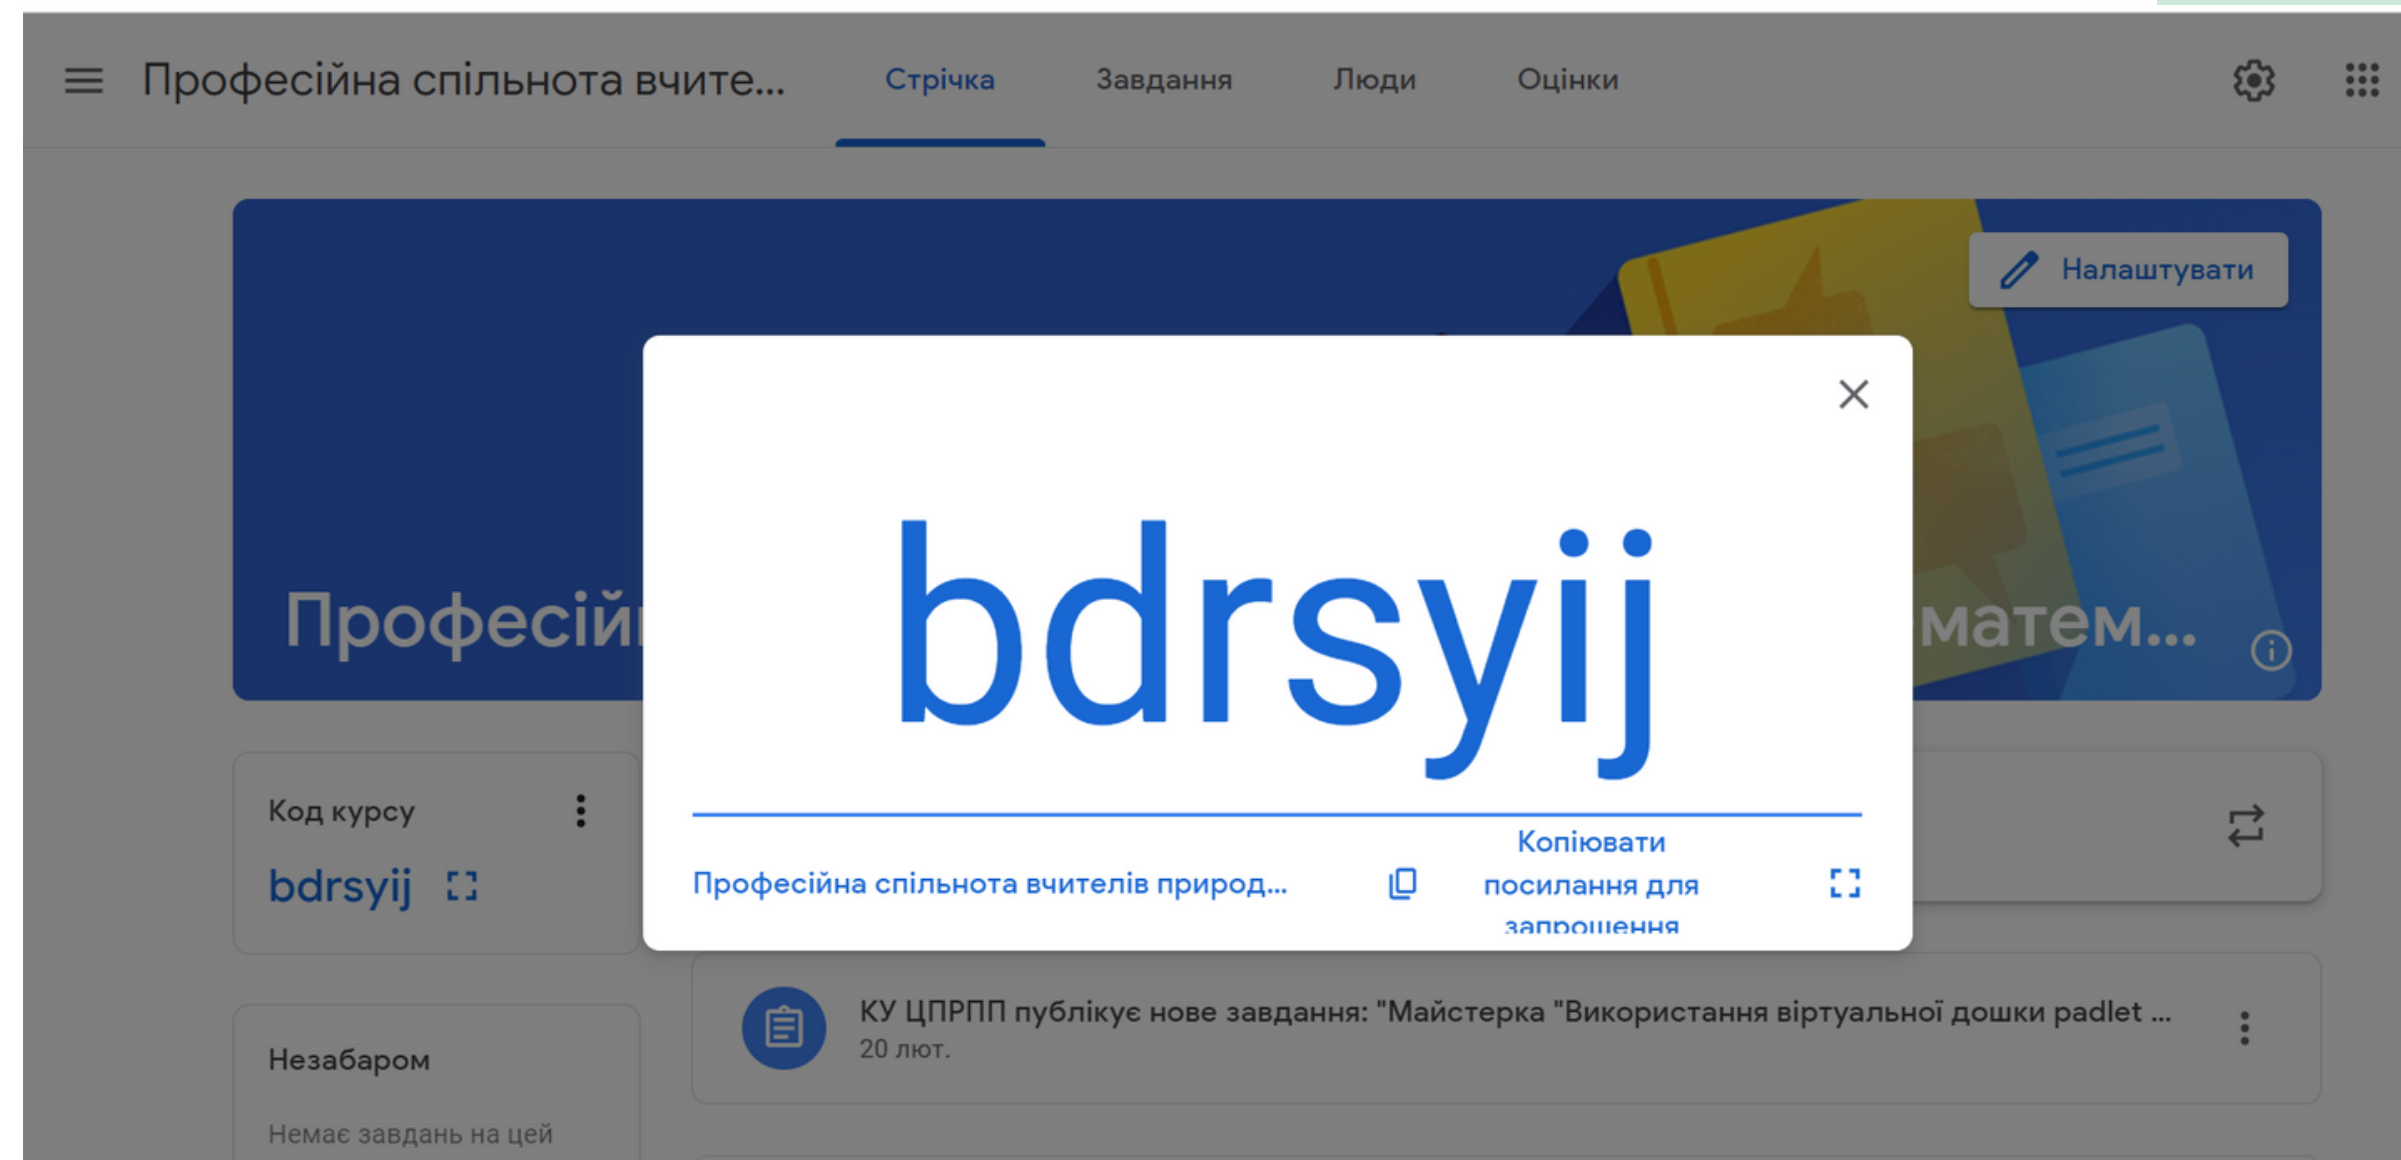 Професійна спільнота вчите...
Стрічка
Завдання
Люди
Оцінки
Налаштувати
матем...
bdrsyij
Професійна спільнота вчителів природ...
Копіювати
посилання для
запрошення
Код курсу
bdrsyij
КУ ЦПРПП публікує нове завдання: "Майстерка "Використання віртуальної дошки padlet ...
20 лют.
Незабаром
Немає завдань на цей